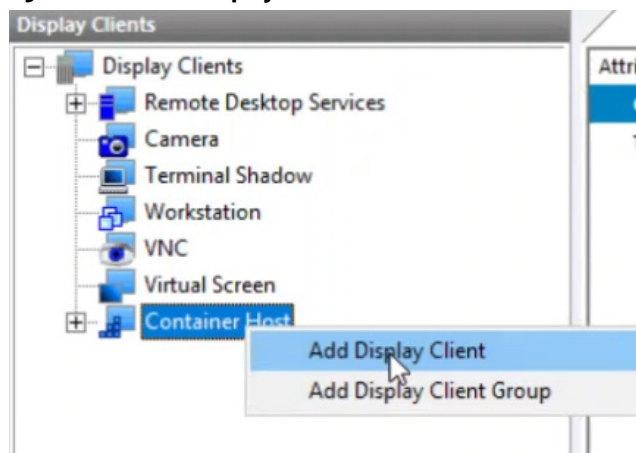 Display Clients
Display Clients
Attri
Remote Desktop Services
Camera
Terminal Shadow
Workstation
VNC
Virtual Screen
Container Host
Add Display Client
Add Display Client Group